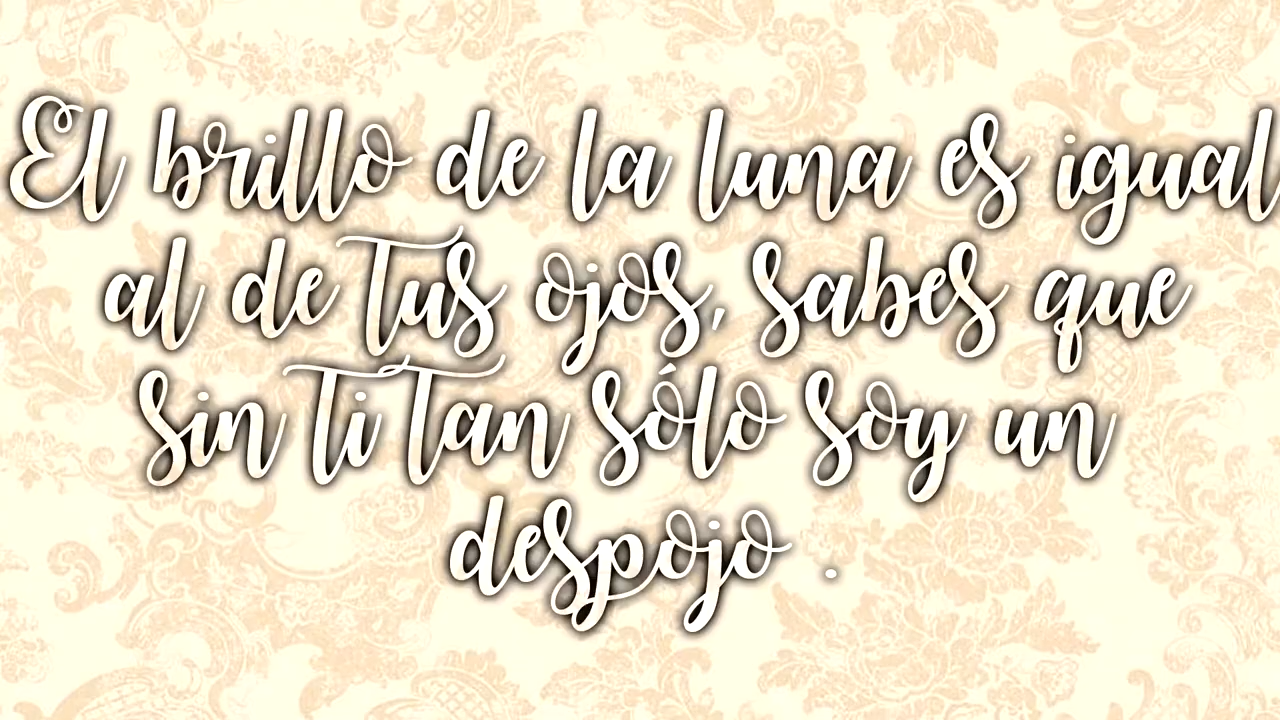 El brillo de la luna es igual
al de tus ojos, sabes que
sin ti tan sólo soy un
despojo .